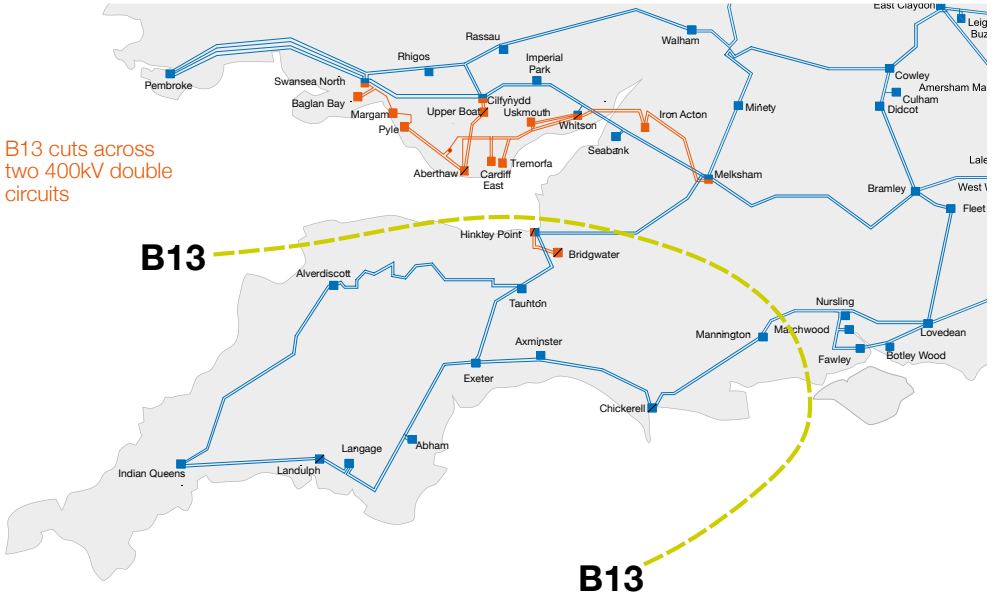 East Claydon
Leig
Buz
Walham
Rassau
Rhigos
Imperial
Park
Pembroke
Swansea North
Cowley
Amersham Ma
Culham
Didcot
Baglan Bay
Cilfynydd
Upper Boat
Uskmouth
Minety
Margam
Pyle
Whitson
Iron Acton
B13 cuts across
two 400kV double
circuits
Seabank
Aberthaw
Cardiff
East
Tremorfa
Melksham
Lale
Bramley
West W
Fleet
B13
Hinkley Point
Bridgwater
Alverdiscott
Taunton
Nursling
Mannington
Marchwood
Lovedean
Axminster
Fawley
Botley Wood
Exeter
Chickerell
Langage
Abham
Indian Queens
Landulph
B13